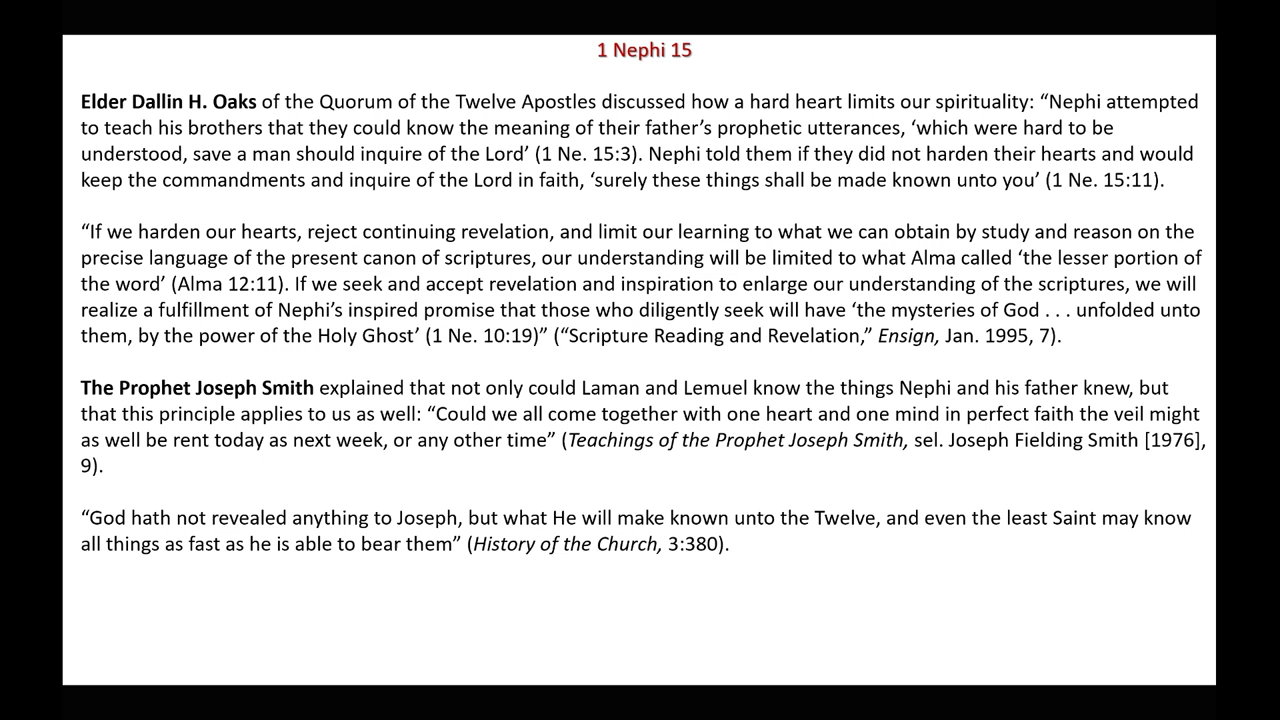 1 Nephi 15
Elder Dallin H. Oaks of the Quorum of the Twelve Apostles discussed how a hard heart limits our spirituality: “Nephi attempted
to teach his brothers that they could know the meaning of their father’s prophetic utterances, ‘which were hard to be
understood, save a man should inquire of the Lord’ (1 Ne. 15:3). Nephi told them if they did not harden their hearts and would
keep the commandments and inquire of the Lord in faith, ‘surely these things shall be made known unto you’ (1 Ne. 15:11).
“If we harden our hearts, reject continuing revelation, and limit our learning to what we can obtain by study and reason on the
precise language of the present canon of scriptures, our understanding will be limited to what Alma called ‘the lesser portion of
the word’ (Alma 12:11). If we seek and accept revelation and inspiration to enlarge our understanding of the scriptures, we will
realize a fulfillment of Nephi’s inspired promise that those who diligently seek will have ‘the mysteries of God . . . unfolded unto
them, by the power of the Holy Ghost’ (1 Ne. 10:19)” (“Scripture Reading and Revelation,” Ensign, Jan. 1995, 7).
The Prophet Joseph Smith explained that not only could Laman and Lemuel know the things Nephi and his father knew, but
that this principle applies to us as well: “Could we all come together with one heart and one mind in perfect faith the veil might
as well be rent today as next week, or any other time” (Teachings of the Prophet Joseph Smith, sel. Joseph Fielding Smith [1976],
9).
“God hath not revealed anything to Joseph, but what He will make known unto the Twelve, and even the least Saint may know
all things as fast as he is able to bear them” (History of the Church, 3:380).